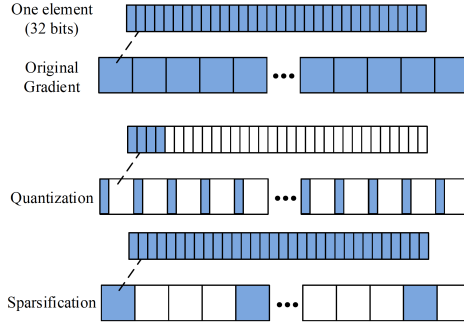 One element
(32 bits)
Original
Gradient
Quantization
Sparsification